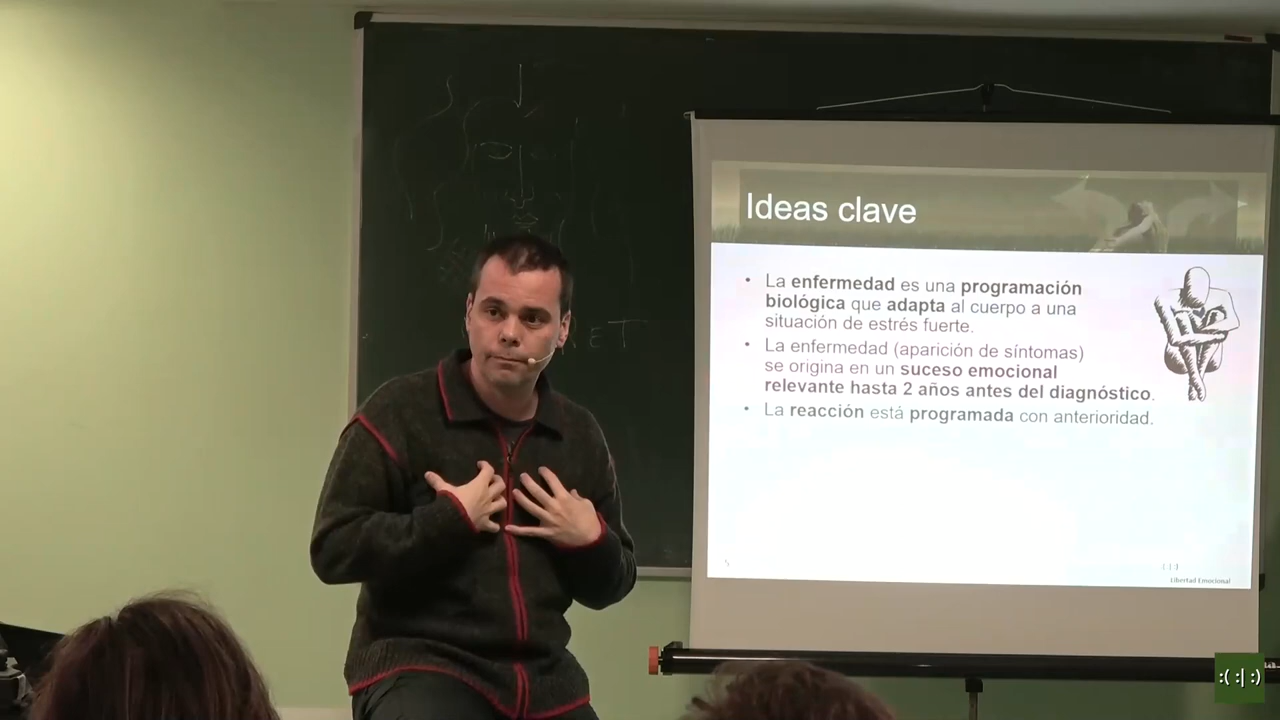 Ideas clave
• La enfermedad es una programación
biológica que adapta al cuerpo a una
situación de estrés fuerte.
• La enfermedad (aparición de síntomas)
se origina en un suceso emocional
relevante hasta 2 años antes del diagnóstico.
• La reacción está programada con anterioridad.
5
:( :| :)
Libertad Emocional
:( :| :)